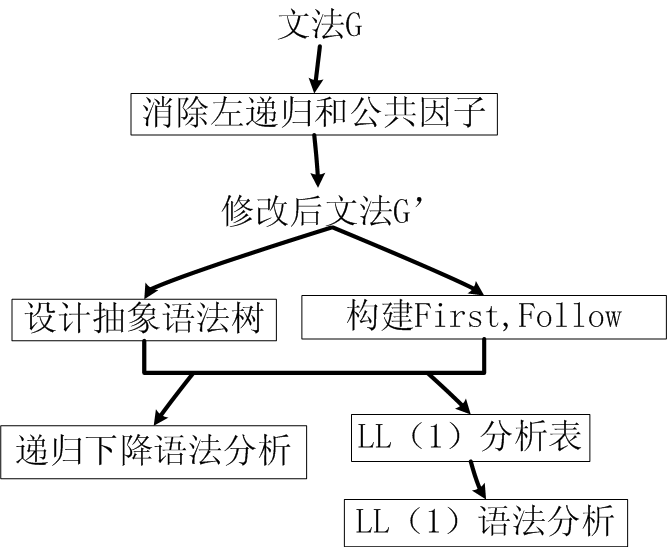 文法G
消除左递归和公共因子
修改后文法G’
设计抽象语法树
构建First,Follow
递归下降语法分析
LL（1）分析表
LL（1）语法分析